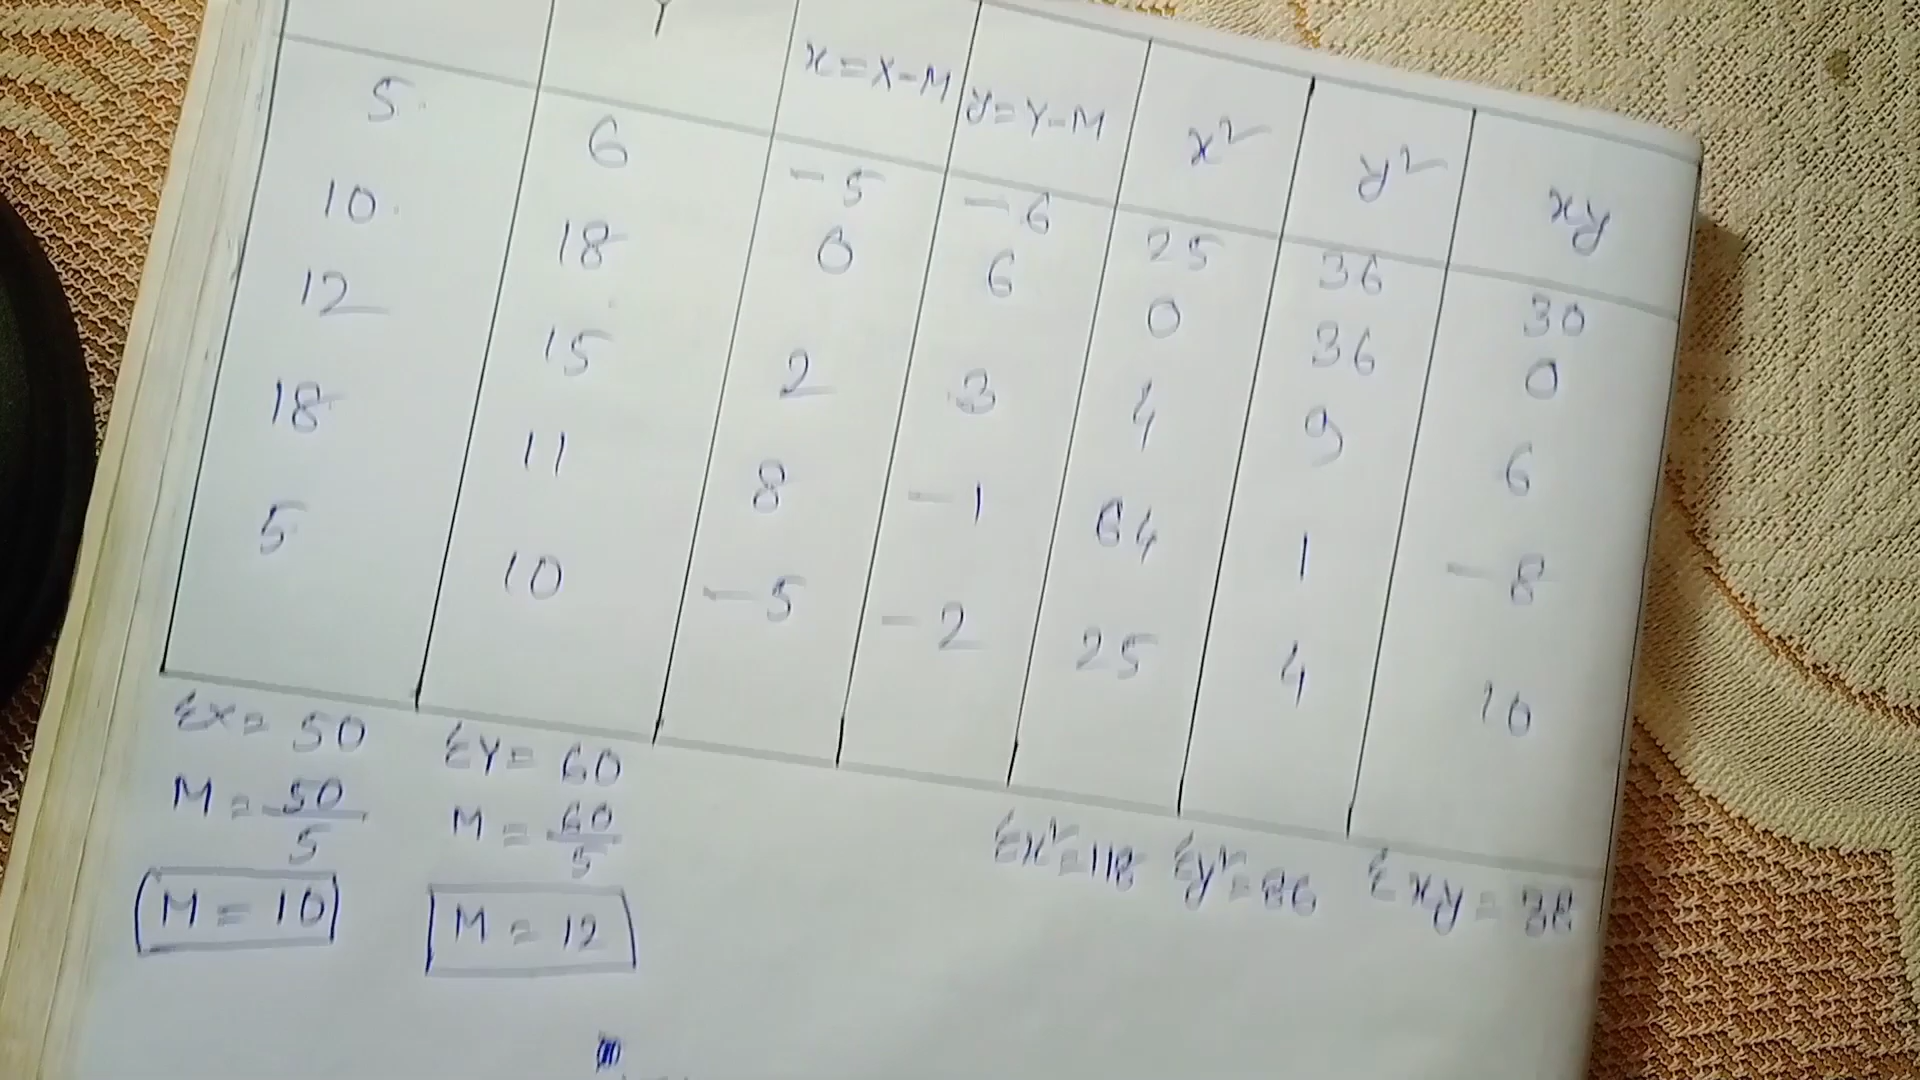 Y x=X-M y=Y-M x² y² xy
5 6 -5 -6 25 36 30
10 18 0 6 0 36 0
12 15 2 3 4 9 6
18 11 8 -1 64 1 -8
5 10 -5 -2 25 4 10
ΣX= 50 ΣY= 60 Σx²=118 Σy²=86 Σxy=38
M = 50/5 M = 60/5
M = 10 M = 12